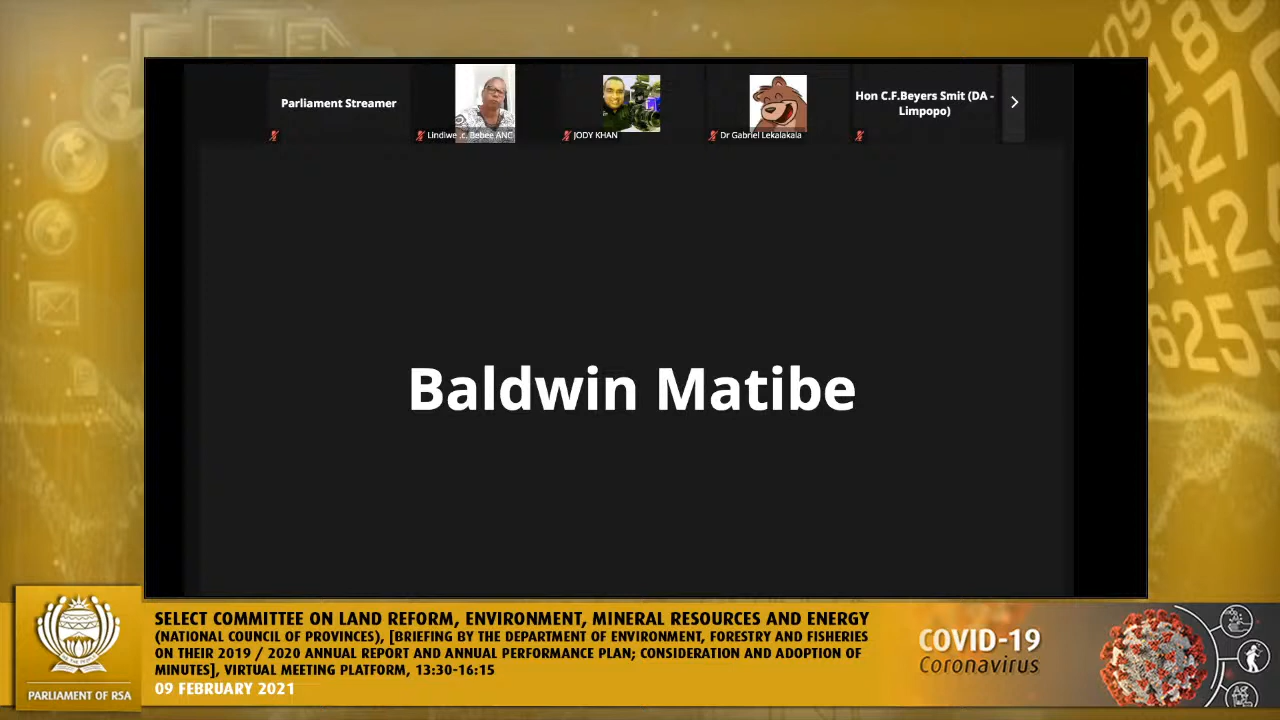 Parliament Streamer
Lindiwe .c. Bebee ANC
JODY KHAN
Dr Gabriel Lekalakala
Hon C.F.Beyers Smit (DA -
Limpopo)
Baldwin Matibe
SELECT COMMITTEE ON LAND REFORM, ENVIRONMENT, MINERAL RESOURCES AND ENERGY
(NATIONAL COUNCIL OF PROVINCES), [BRIEFING BY THE DEPARTMENT OF ENVIRONMENT, FORESTRY AND FISHERIES
ON THEIR 2019 / 2020 ANNUAL REPORT AND ANNUAL PERFORMANCE PLAN; CONSIDERATION AND ADOPTION OF
MINUTES], VIRTUAL MEETING PLATFORM, 13:30-16:15
09 FEBRUARY 2021
PARLIAMENT OF RSA
COVID-19
Coronavirus